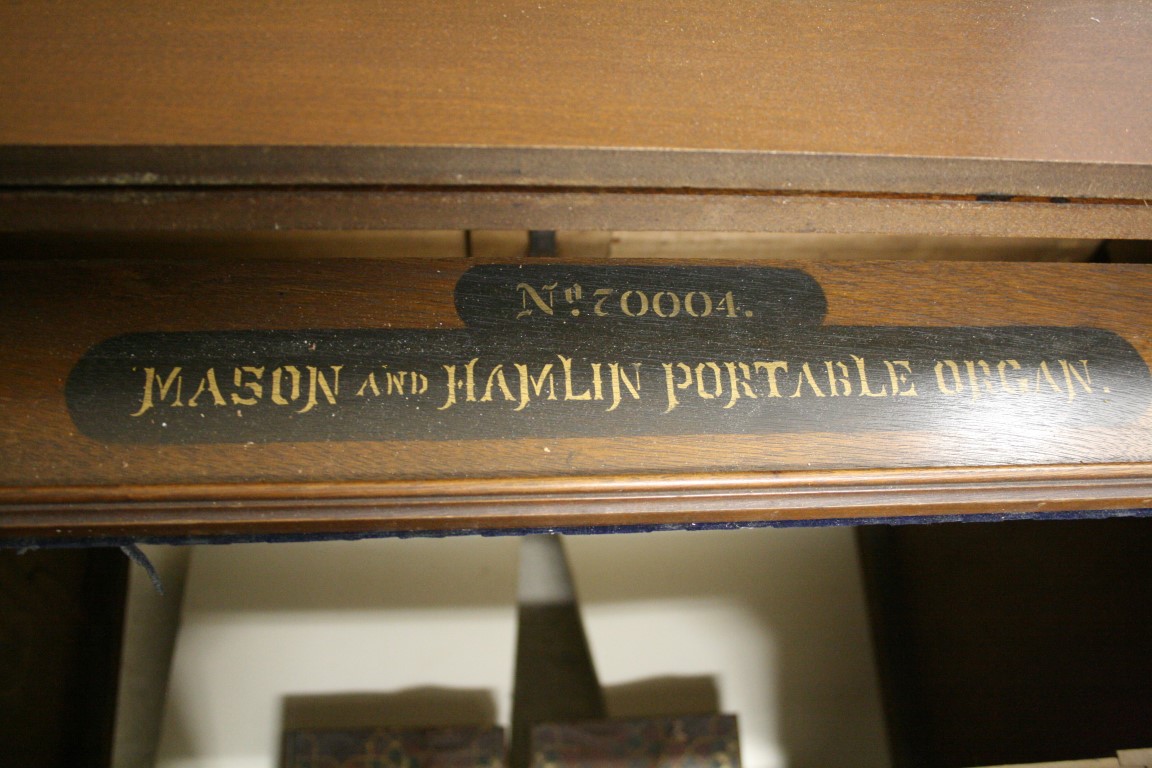 No. 70004.
MASON AND HAMLIN PORTABLE ORGAN.